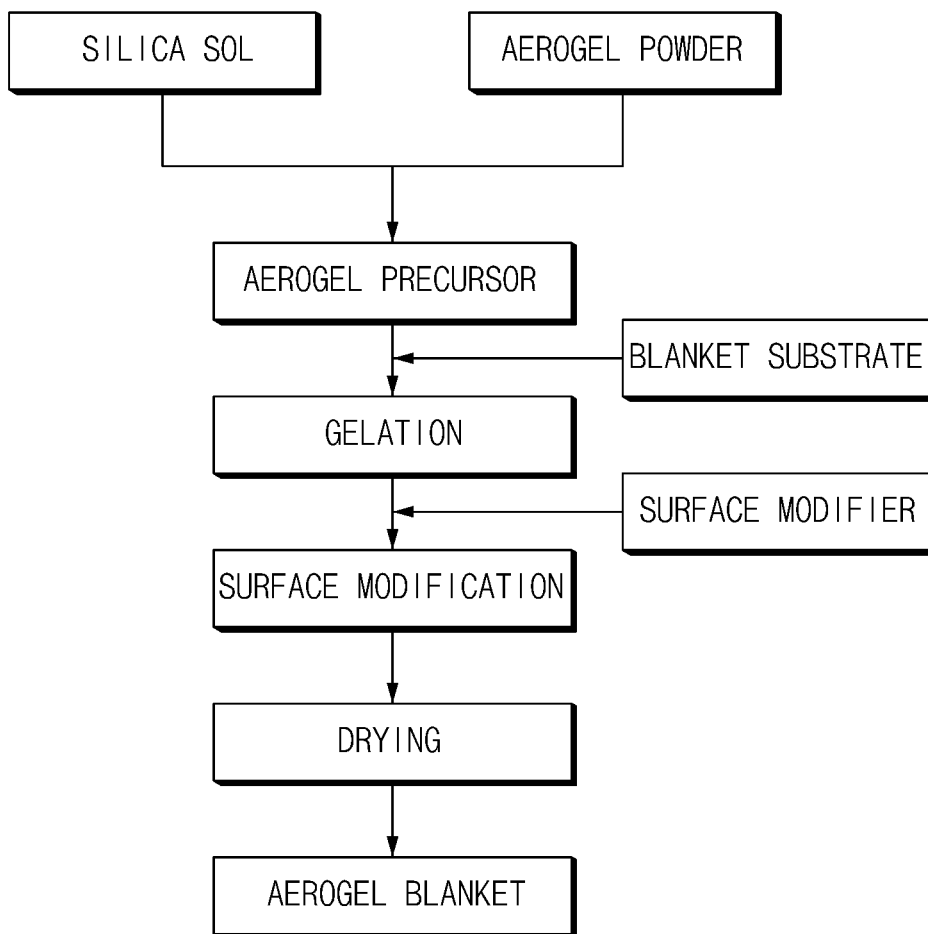 SILICA SOL
AEROGEL POWDER
AEROGEL PRECURSOR
BLANKET SUBSTRATE
GELATION
SURFACE MODIFIER
SURFACE MODIFICATION
DRYING
AEROGEL BLANKET